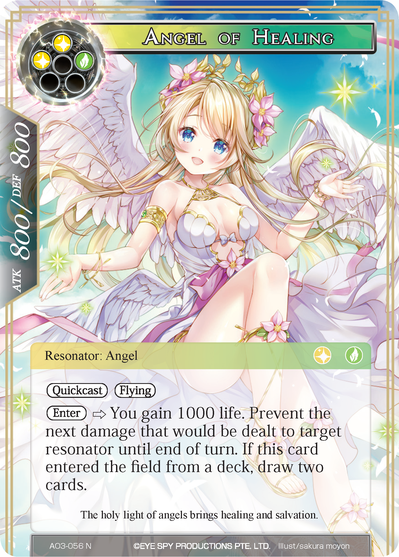 Angel of Healing
ATK 800/DEF 800
Resonator: Angel
Quickcast Flying
Enter ⇨ You gain 1000 life. Prevent the
next damage that would be dealt to target
resonator until end of turn. If this card
entered the field from a deck, draw two
cards.
The holy light of angels brings healing and salvation.
AO3-056 N ©EYE SPY PRODUCTIONS PTE. LTD. Illust/sakura moyon